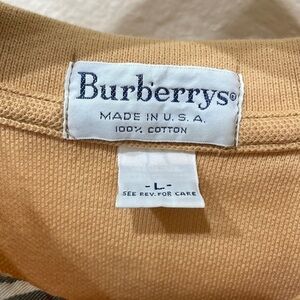 Burberrys®
MADE IN U.S.A.
100% COTTON
-L-
SEE REV. FOR CARE